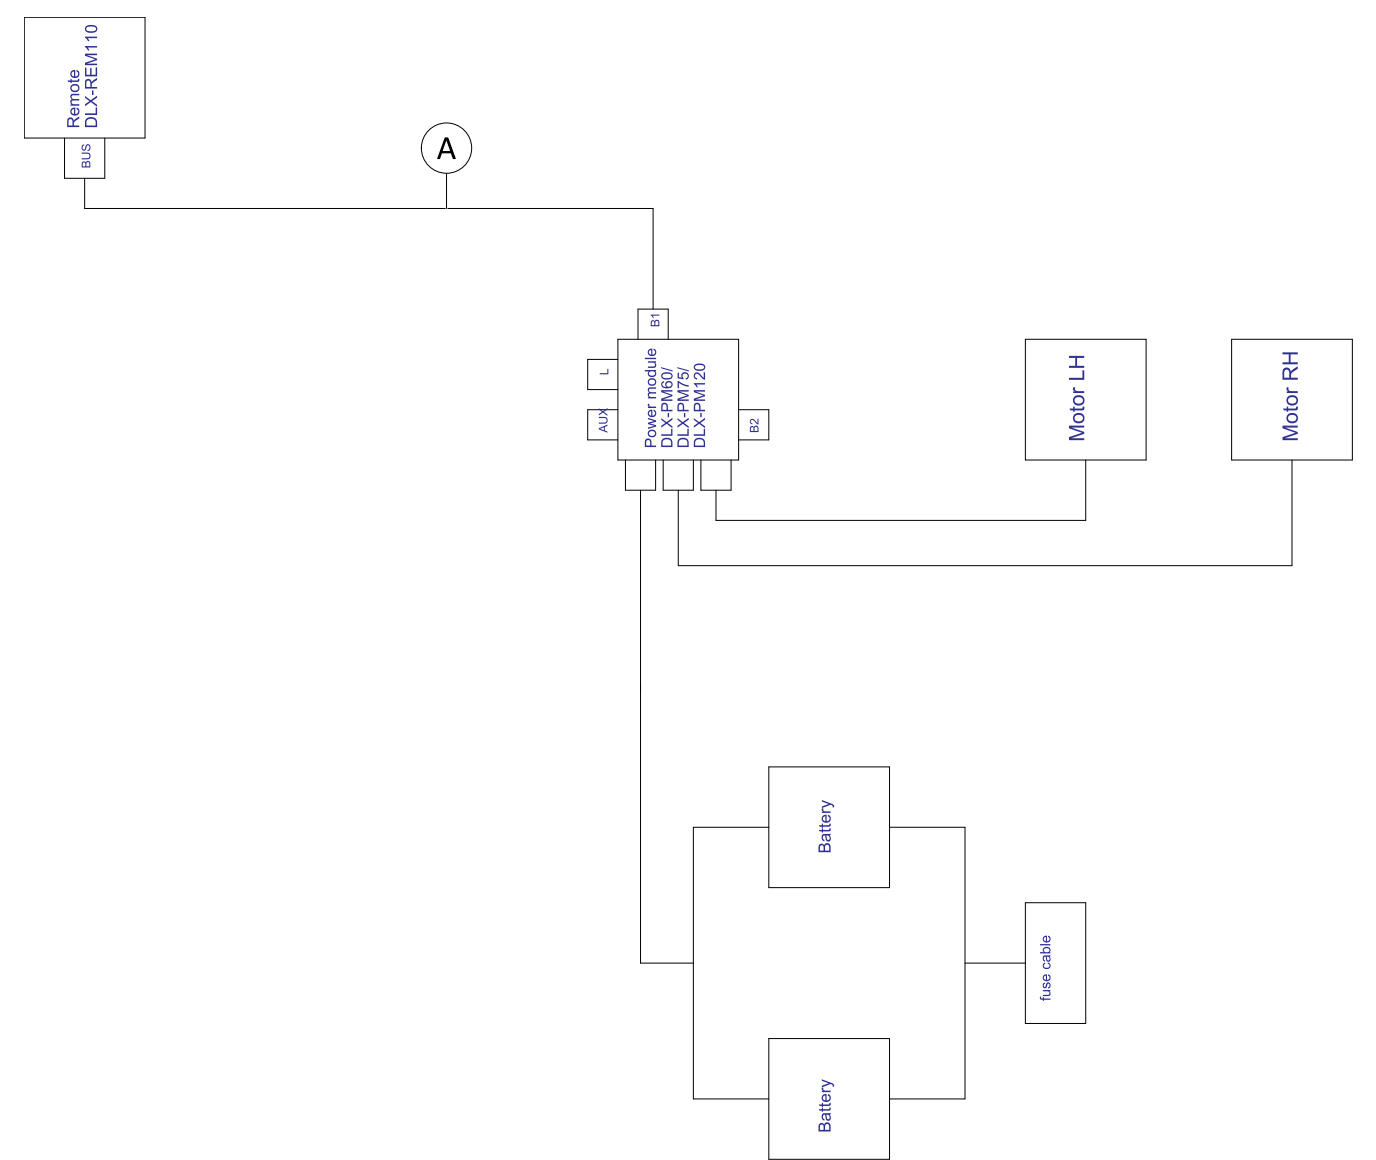 Remote
DLX-REM110
BUS
A
B1
L
AUX
Power module
DLX-PM60/
DLX-PM75/
DLX-PM120
B2
Motor LH
Motor RH
Battery
fuse cable
Battery